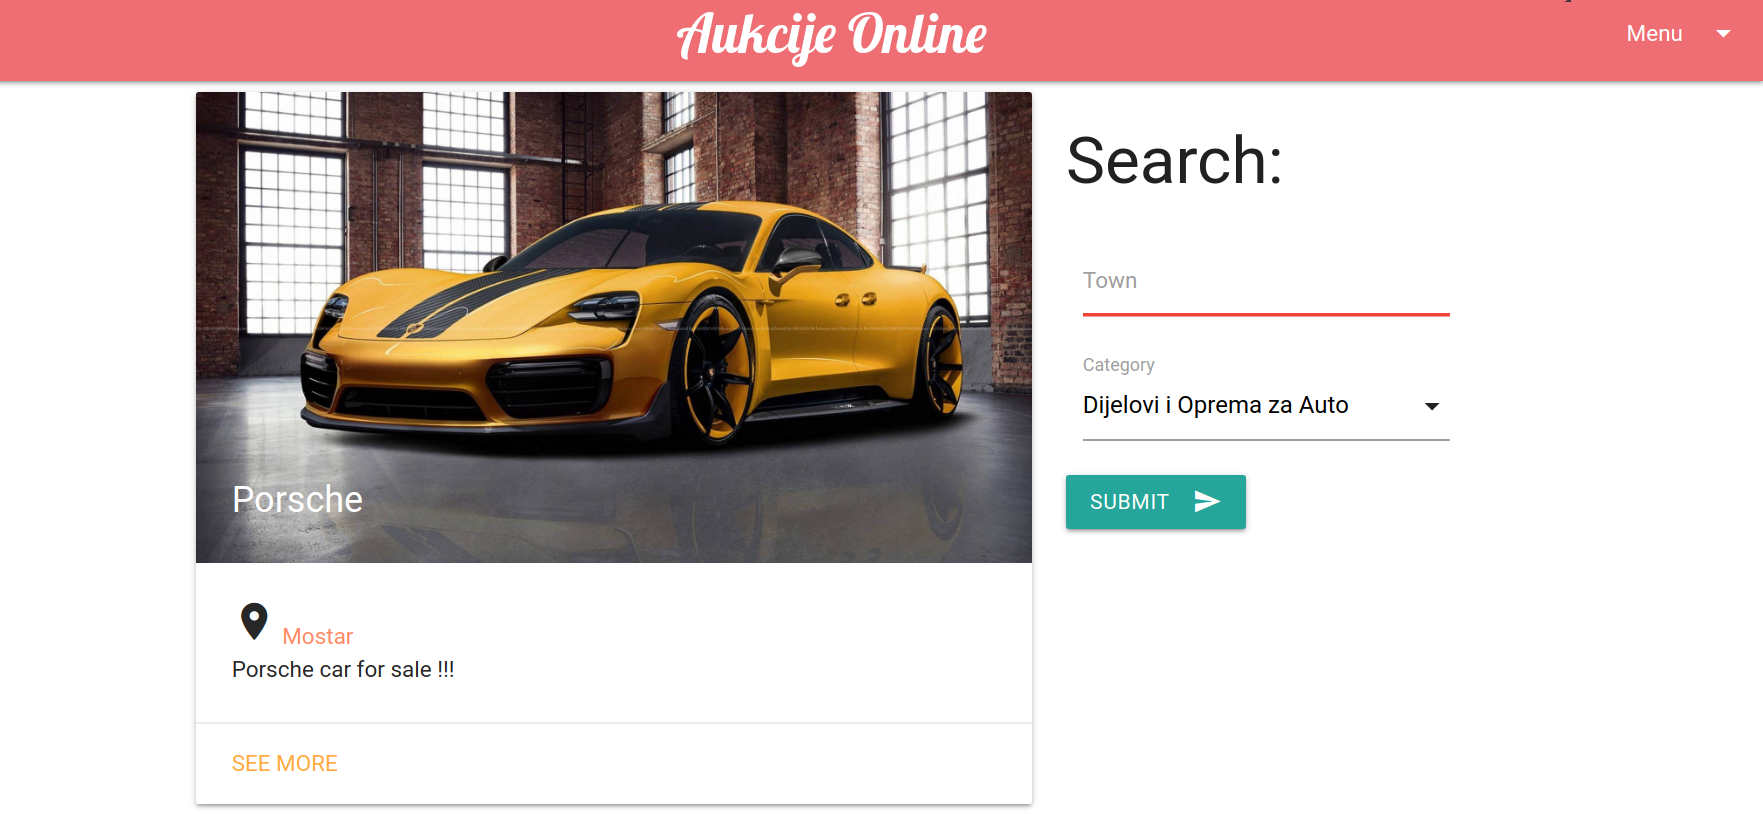 Aukcije Online
Menu
Porsche
Mostar
Porsche car for sale !!!
SEE MORE
Search:
Town
Category
Dijelovi i Oprema za Auto
SUBMIT